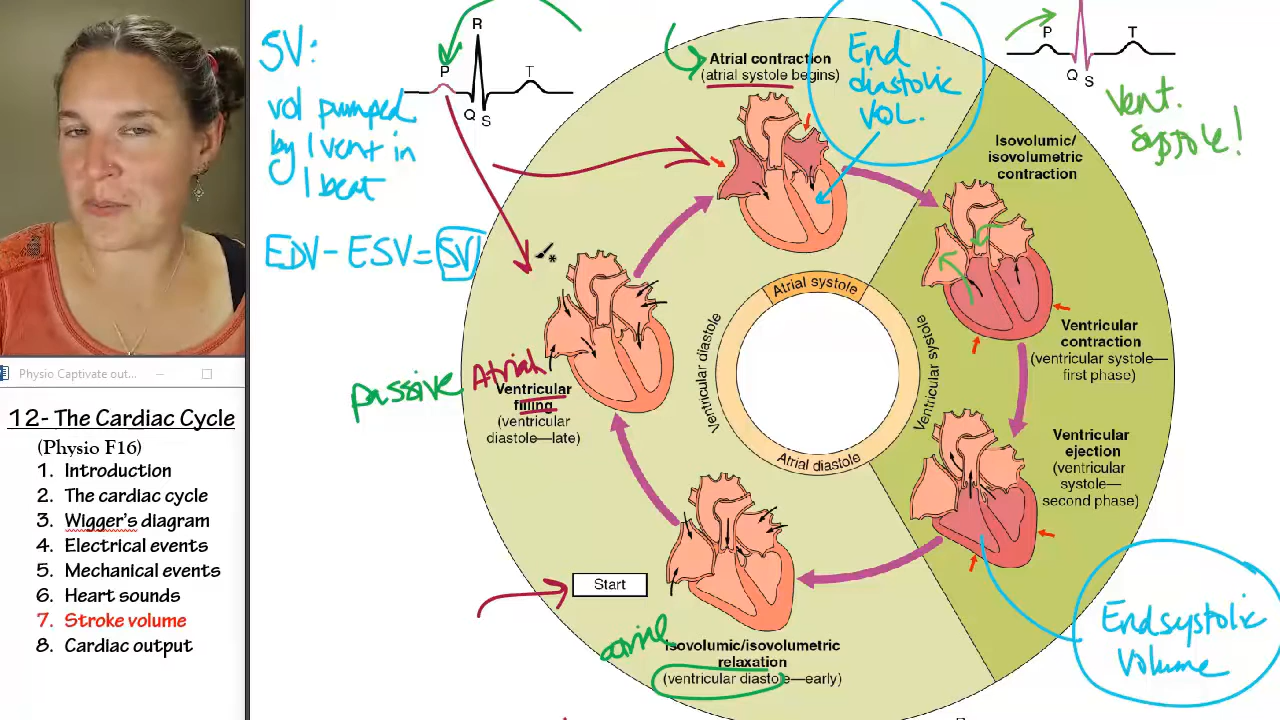 SV:
vol pumped
by 1 vent in
1 beat
EDV - ESV = SV
R
P
T
Q
S
Atrial contraction
(atrial systole begins)
End
diastolic
VOL.
P
T
Q
S
Vent.
systole!
Isovolumic/
isovolumetric
contraction
Ventricular
contraction
(ventricular systole—
first phase)
Ventricular
ejection
(ventricular
systole—
second phase)
End systolic
Volume
Isovolumic/isovolumetric
relaxation
(ventricular diastole—early)
Start
passive Atrial
Ventricular
filling
(ventricular
diastole—late)
Atrial systole
Ventricular systole
Atrial diastole
Ventricular diastole
Physio Captivate out...
12- The Cardiac Cycle
(Physio F16)
1. Introduction
2. The cardiac cycle
3. Wigger's diagram
4. Electrical events
5. Mechanical events
6. Heart sounds
7. Stroke volume
8. Cardiac output